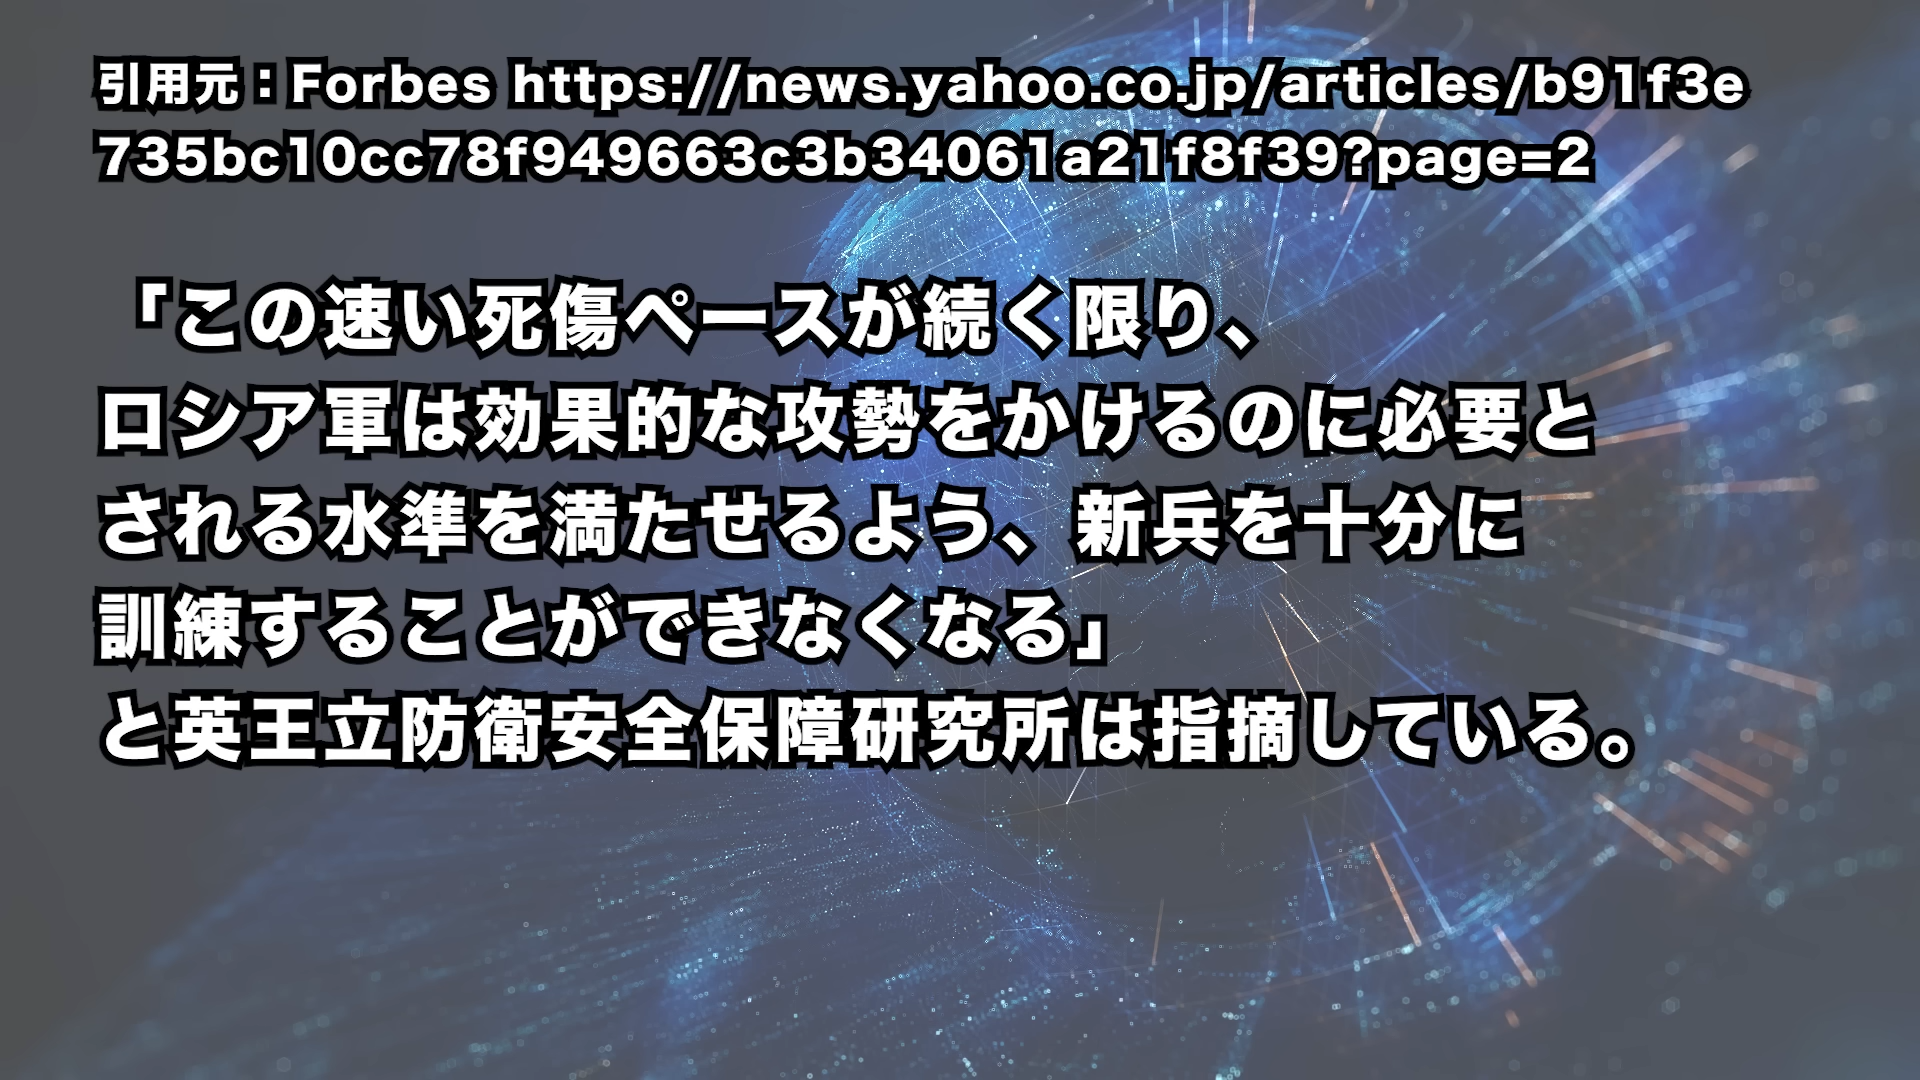 引用元：Forbes https://news.yahoo.co.jp/articles/b91f3e
735bc10cc78f949663c3b34061a21f8f39?page=2
「この速い死傷ペースが続く限り、
ロシア軍は効果的な攻勢をかけるのに必要と
される水準を満たせるよう、新兵を十分に
訓練することができなくなる」
と英王立防衛安全保障研究所は指摘している。